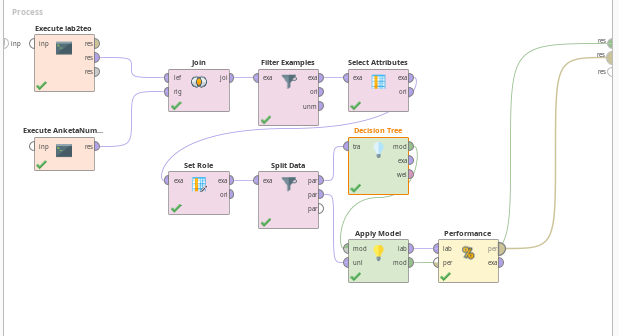 Process
Execute lab2teo
inp
inp
res
res
res
Join
lef
rig
joi
Filter Examples
exa
exa
ori
unm
Select Attributes
exa
exa
ori
res
res
res
Execute AnketaNum...
inp
res
Set Role
exa
exa
ori
Split Data
exa
par
par
par
Decision Tree
tra
mod
exa
wei
Apply Model
mod
unl
lab
mod
Performance
lab
per
per
exa